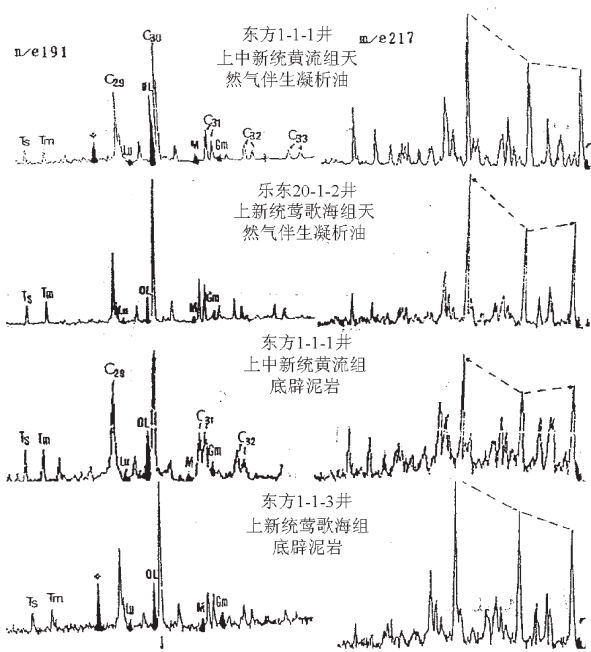 m/e191
东方1-1-1井
m/e217
上中新统黄流组天
然气伴生凝析油
C30
C29
OL
C31
C32
C33
Ts
Tm
Lu
M
Gm
乐东20-1-2井
上新统莺歌海组天
然气伴生凝析油
Ts
Tm
Lu
OL
M
Gm
东方1-1-1井
上中新统黄流组
底辟泥岩
C29
OL
C31
C32
Ts
Tm
Lu
M
Gm
东方1-1-3井
上新统莺歌海组
底辟泥岩
OL
Ts
Tm
Lu
M
Gm